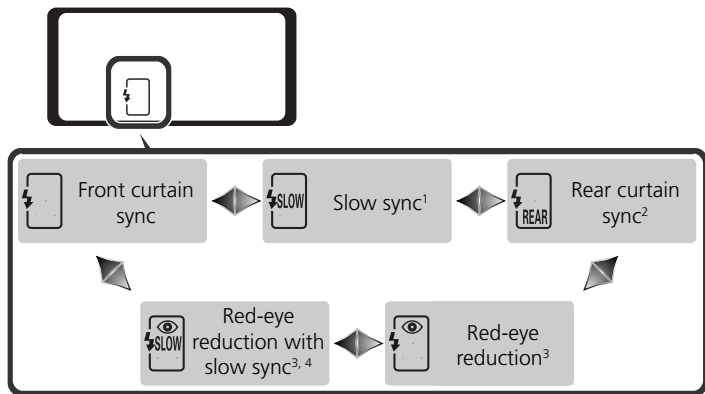 Front curtain
sync
SLOW
Slow sync1
REAR
Rear curtain
sync2
SLOW
Red-eye
reduction with
slow sync3, 4
Red-eye
reduction3